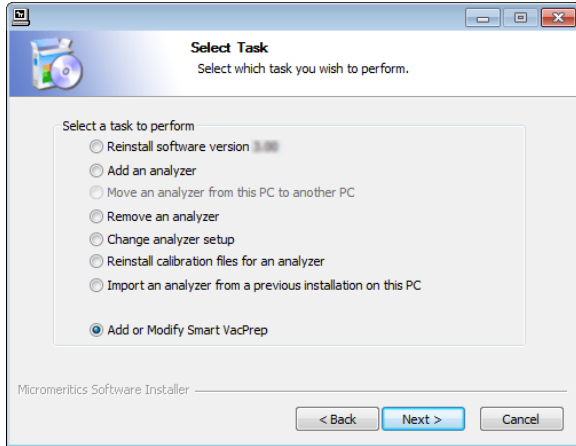 Select Task
Select which task you wish to perform.
Select a task to perform
Reinstall software version
Add an analyzer
Move an analyzer from this PC to another PC
Remove an analyzer
Change analyzer setup
Reinstall calibration files for an analyzer
Import an analyzer from a previous installation on this PC
Add or Modify Smart VacPrep
Micromeritics Software Installer
< Back Next > Cancel